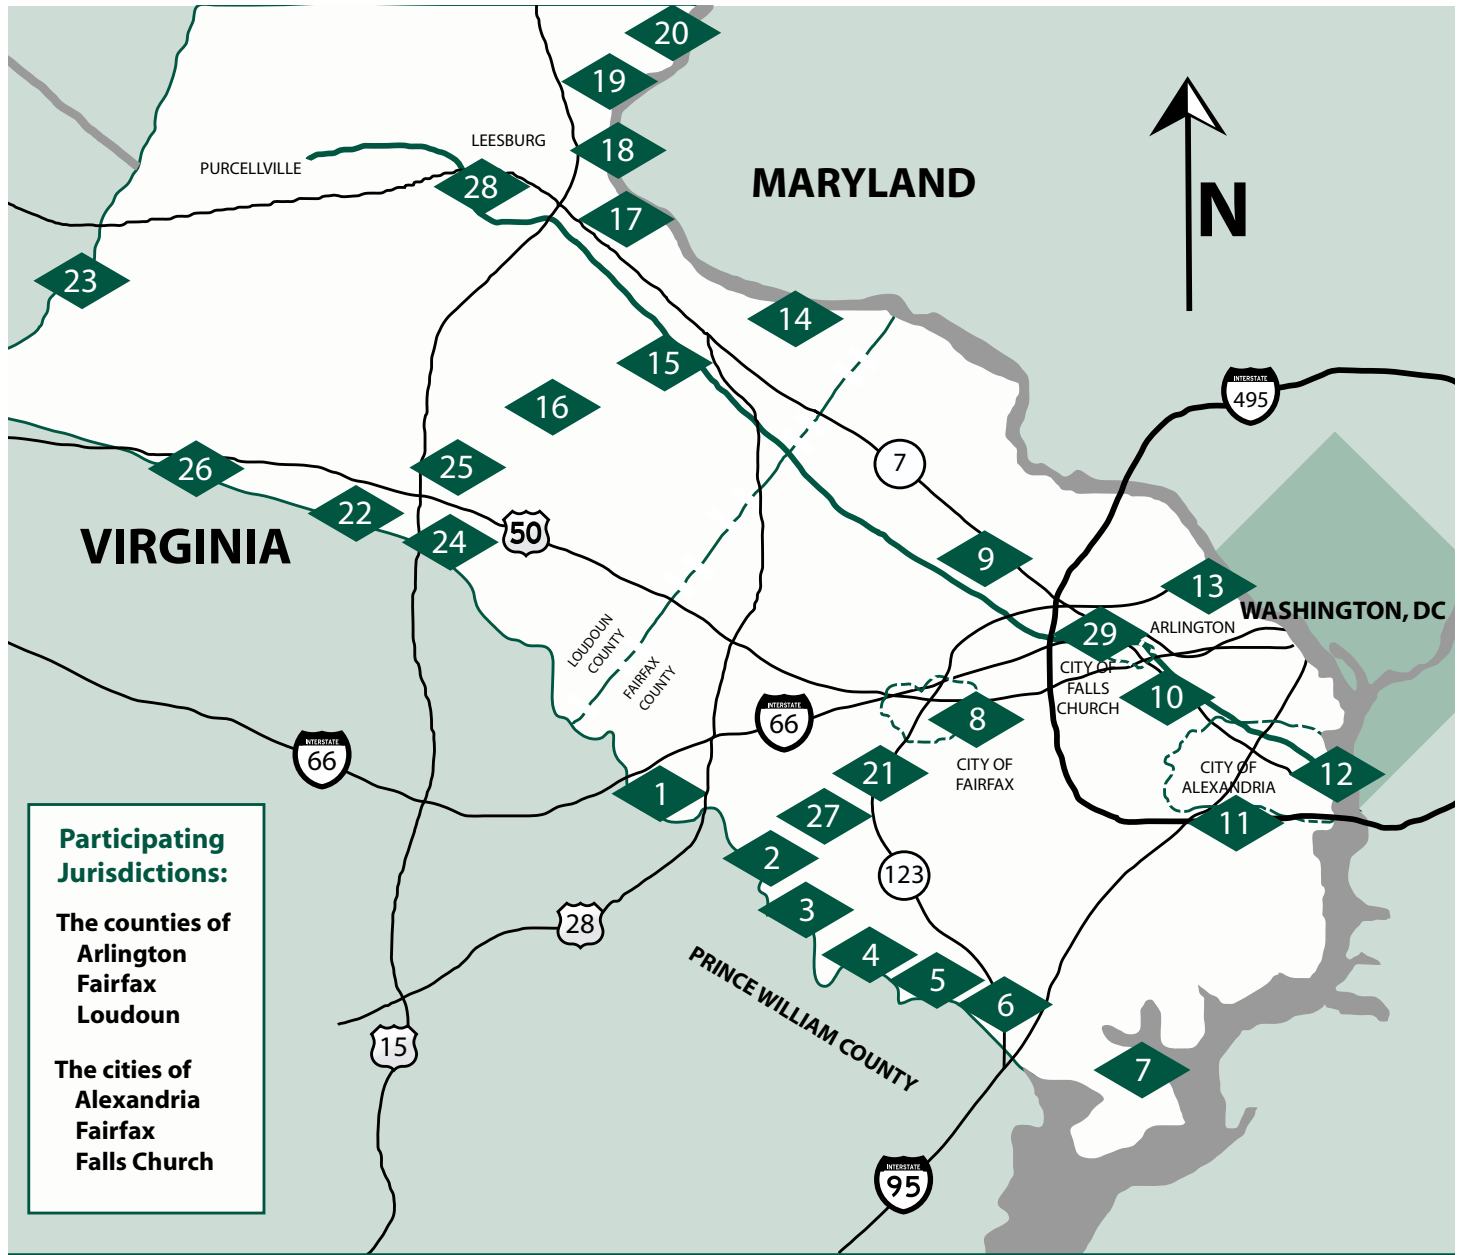 20
19
LEESBURG
18
PURCELLVILLE
28
MARYLAND
17
N
23
14
15
INTERSTATE
495
16
7
26
25
22
50
VIRGINIA
24
9
13
WASHINGTON, DC
29
ARLINGTON
LOUDOUN
COUNTY
FAIRFAX
COUNTY
CITY OF
FALLS
CHURCH
10
INTERSTATE
66
8
INTERSTATE
66
CITY OF
FAIRFAX
21
CITY OF
ALEXANDRIA
12
1
27
11
2
123
3
28
4
5
6
PRINCE WILLIAM COUNTY
15
7
INTERSTATE
95
Participating
Jurisdictions:
The counties of
Arlington
Fairfax
Loudoun
The cities of
Alexandria
Fairfax
Falls Church